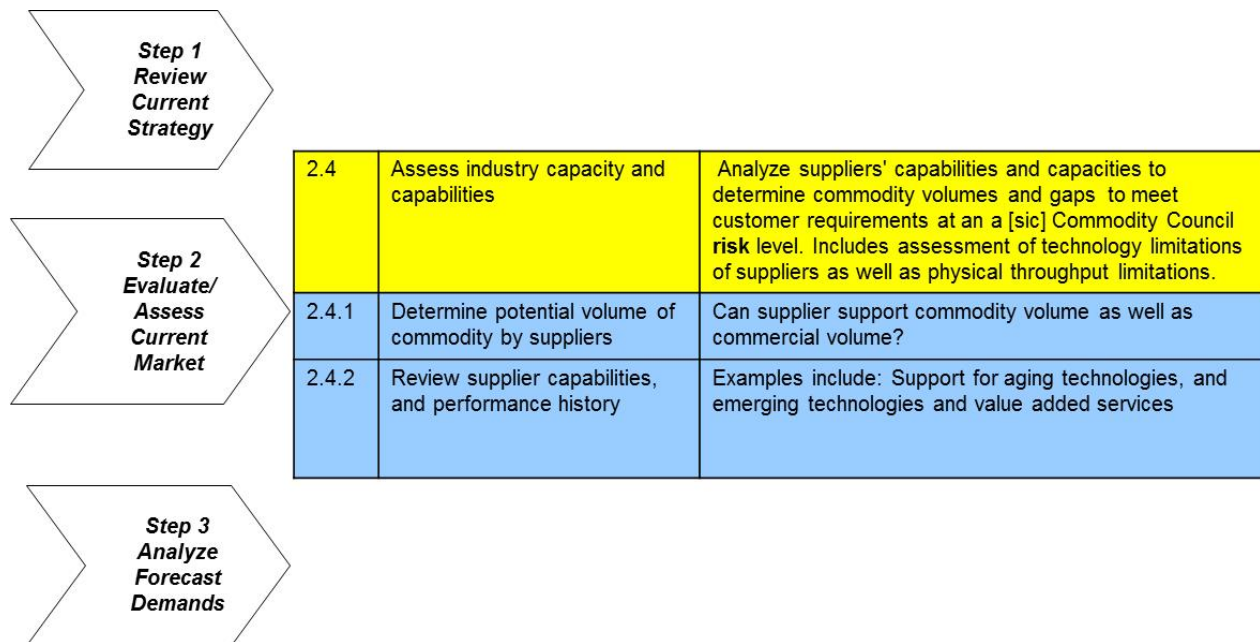 Step 1
Review
Current
Strategy
2.4
Assess industry capacity and
capabilities
Analyze suppliers' capabilities and capacities to
determine commodity volumes and gaps to meet
customer requirements at an a [sic] Commodity Council
risk level. Includes assessment of technology limitations
of suppliers as well as physical throughput limitations.
Step 2
Evaluate/
Assess
Current
Market
2.4.1
Determine potential volume of
commodity by suppliers
Can supplier support commodity volume as well as
commercial volume?
2.4.2
Review supplier capabilities,
and performance history
Examples include: Support for aging technologies, and
emerging technologies and value added services
Step 3
Analyze
Forecast
Demands